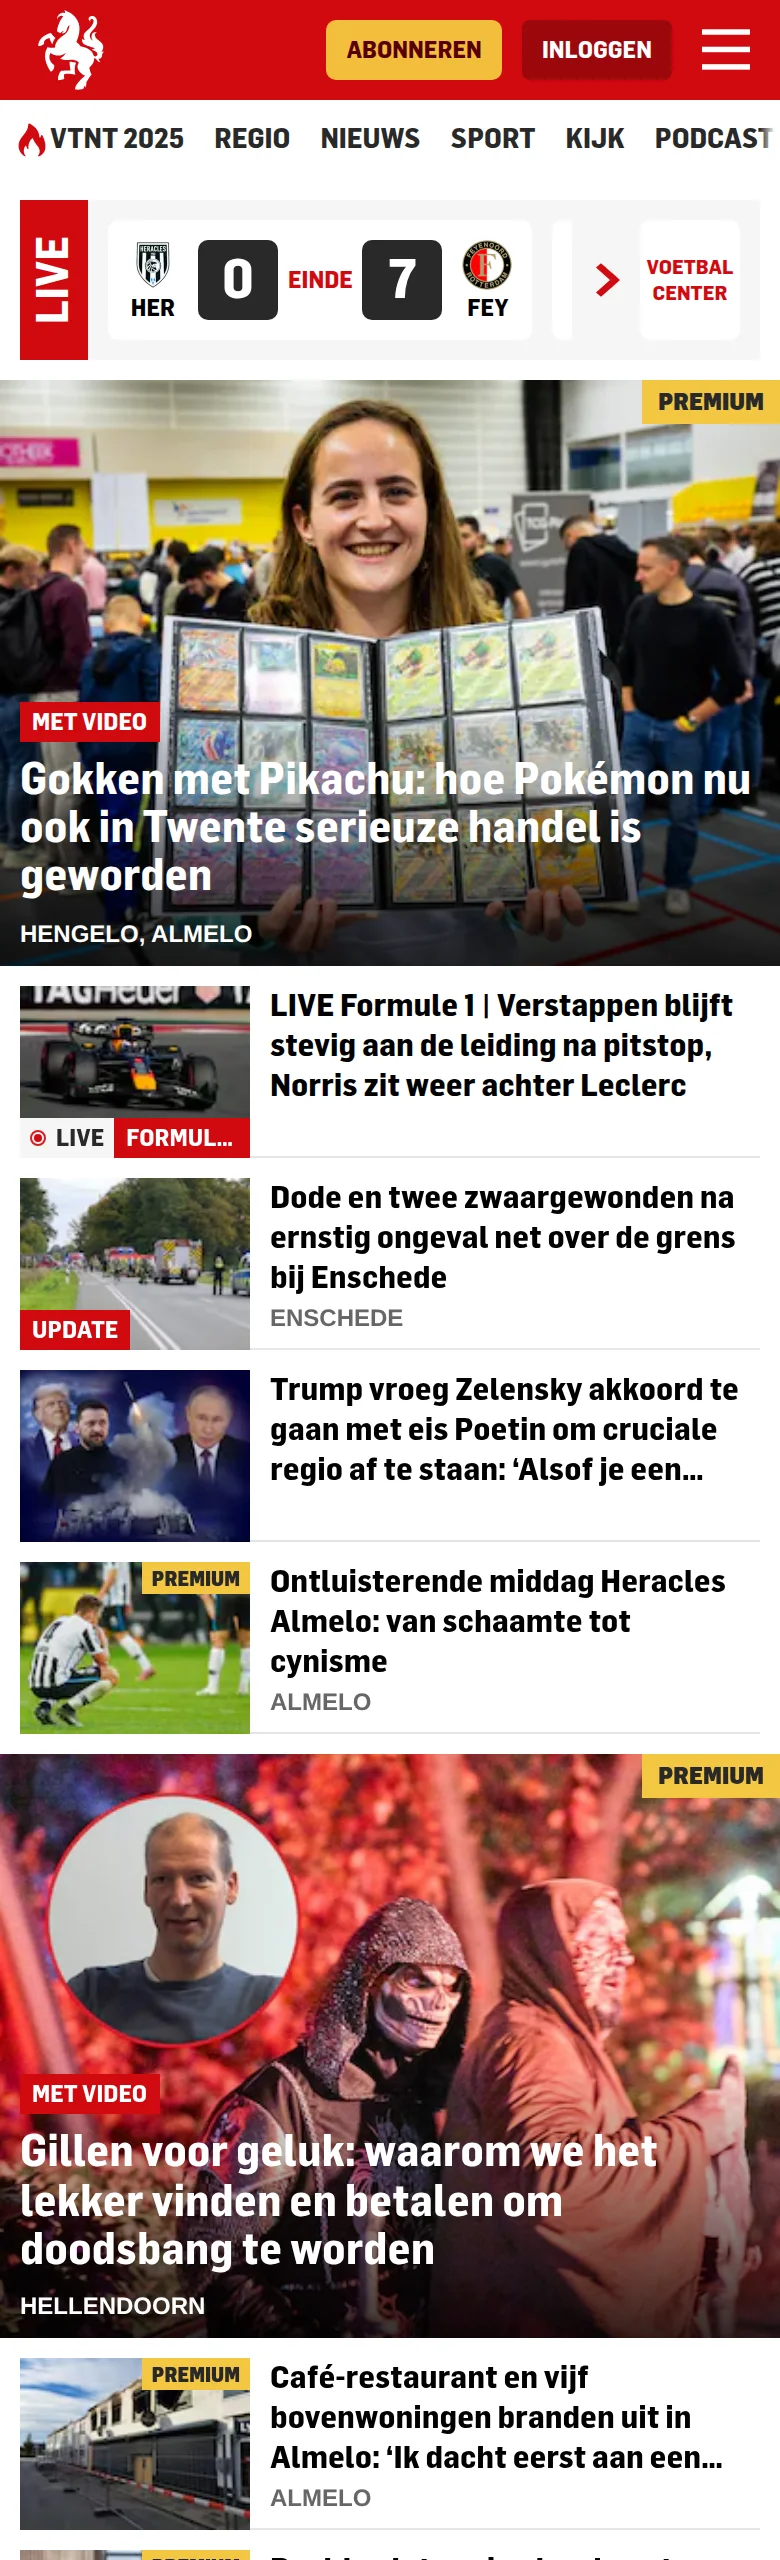 ABONNEREN
INLOGGEN
VTNT 2025 REGIO NIEUWS SPORT KIJK PODCAST
LIVE
HERACLES
HER
0
EINDE
7
FEYENOORD
ROTTERDAM
FEY
VOETBAL
CENTER
PREMIUM
MET VIDEO
Gokken met Pikachu: hoe Pokémon nu
ook in Twente serieuze handel is
geworden
HENGELO, ALMELO
TAGHeuer
LIVE FORMUL...
LIVE Formule 1 | Verstappen blijft
stevig aan de leiding na pitstop,
Norris zit weer achter Leclerc
UPDATE
Dode en twee zwaargewonden na
ernstig ongeval net over de grens
bij Enschede
ENSCHEDE
Trump vroeg Zelensky akkoord te
gaan met eis Poetin om cruciale
regio af te staan: ‘Alsof je een...
PREMIUM
Ontluisterende middag Heracles
Almelo: van schaamte tot
cynisme
ALMELO
PREMIUM
MET VIDEO
Gillen voor geluk: waarom we het
lekker vinden en betalen om
doodsbang te worden
HELLENDOORN
PREMIUM
Café-restaurant en vijf
bovenwoningen branden uit in
Almelo: ‘Ik dacht eerst aan een...
ALMELO
PREMIUM